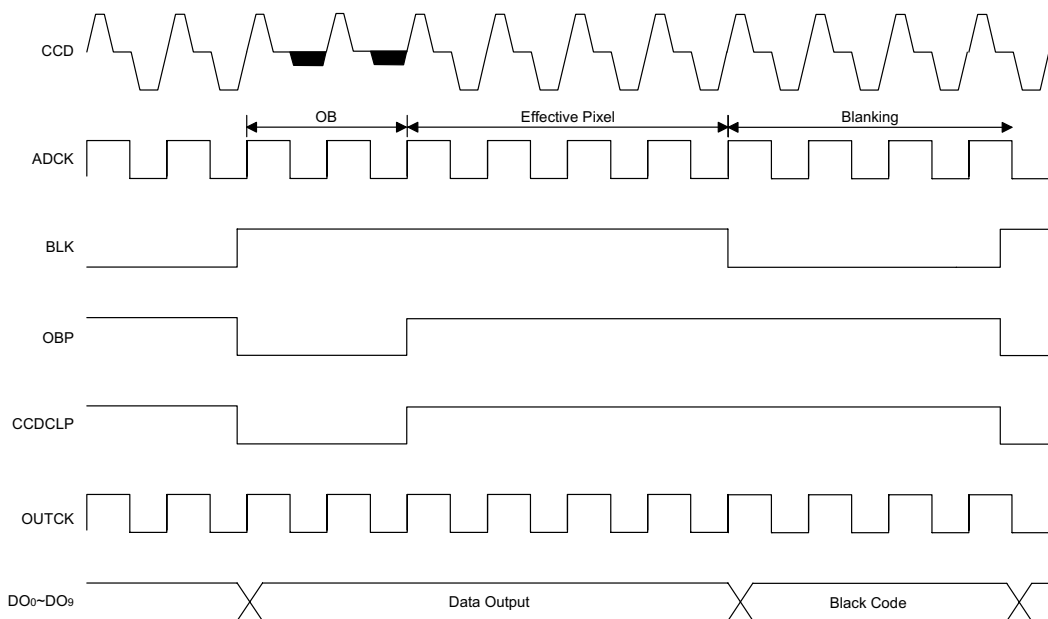 CCD
OB
Effective Pixel
Blanking
ADCK
BLK
OBP
CCDCLP
OUTCK
DO₀~DO₉
Data Output
Black Code